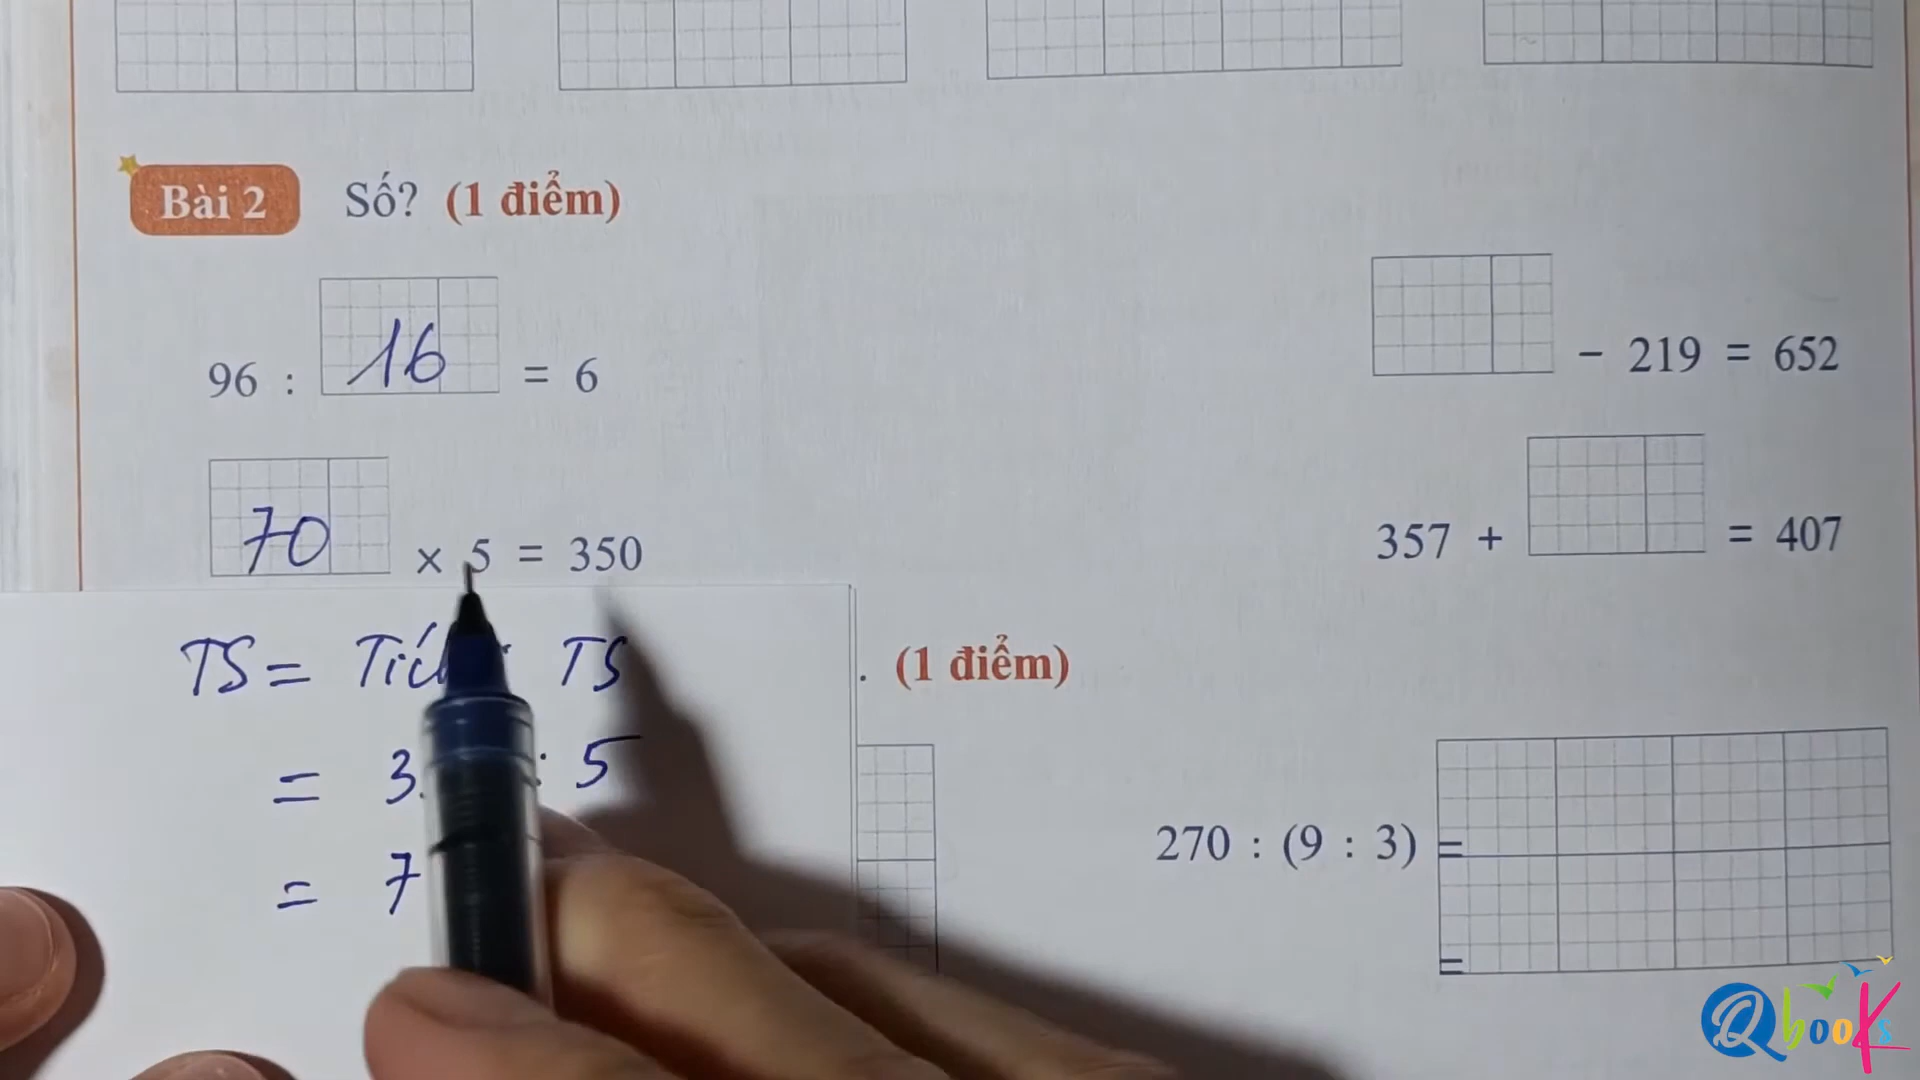 Bài 2 Số? (1 điểm)
96 : 16 = 6
- 219 = 652
70 × 5 = 350
357 + = 407
TS = TS
. (1 điểm)
= 3 : 5
270 : (9 : 3) =
= 7
=
Qbooks